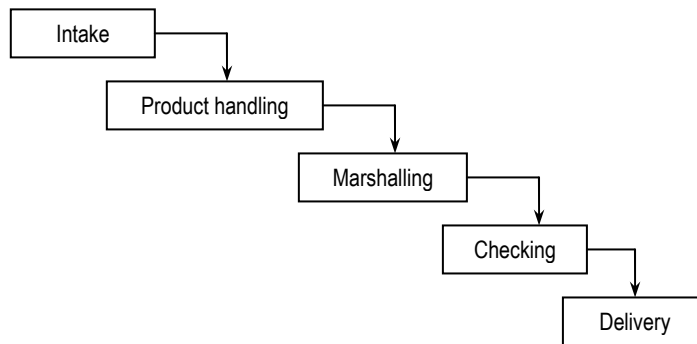 Intake
Product handling
Marshalling
Checking
Delivery